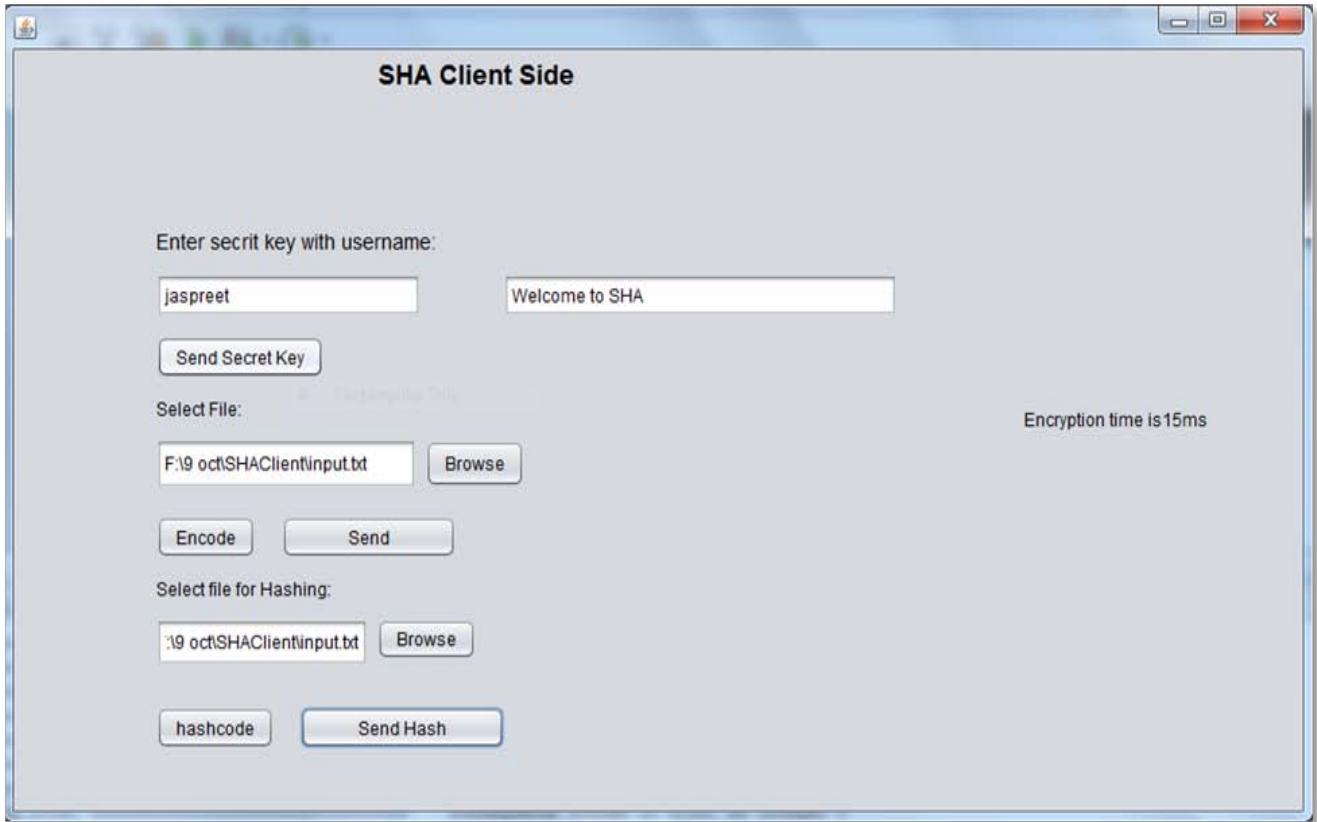 SHA Client Side
Enter secrit key with username:
jaspreet
Welcome to SHA
Send Secret Key
Select File:
Encryption time is15ms
F:\9 oct\SHAClient\input.txt
Browse
Encode
Send
Select file for Hashing:
:\9 oct\SHAClient\input.txt
Browse
hashcode
Send Hash